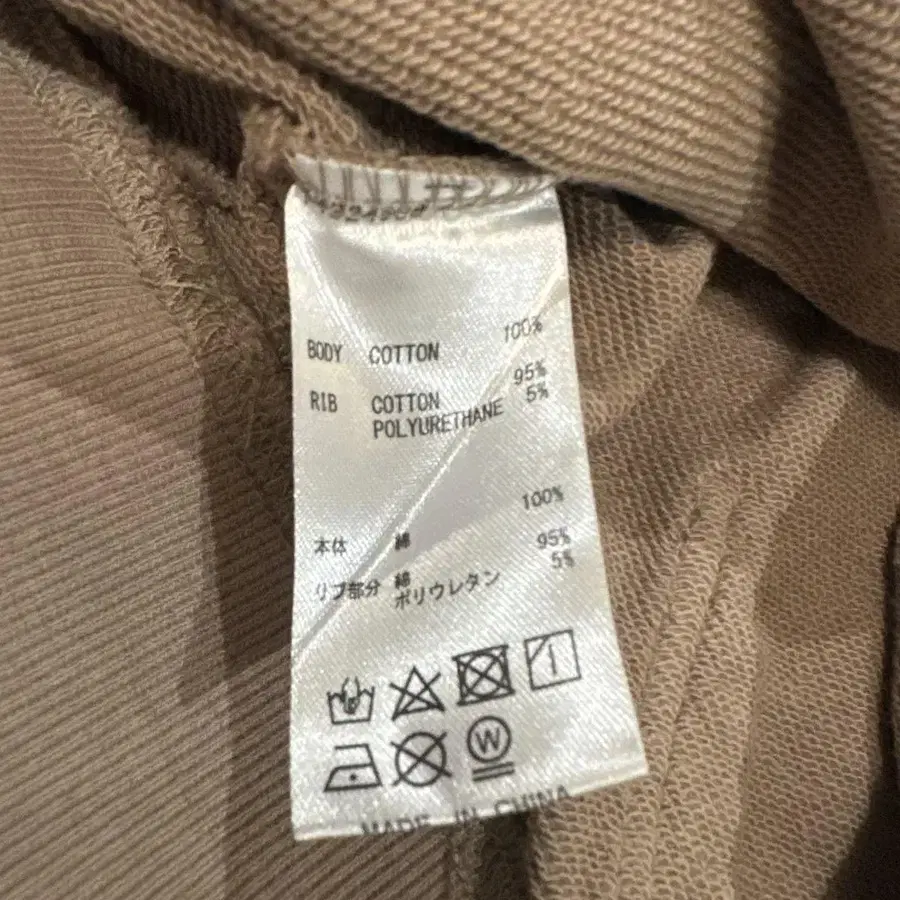 BODY COTTON 100%
RIB COTTON 95%
POLYURETHANE 5%
本体 綿 100%
リブ部分 綿 95%
ポリウレタン 5%
W
MADE IN CHINA